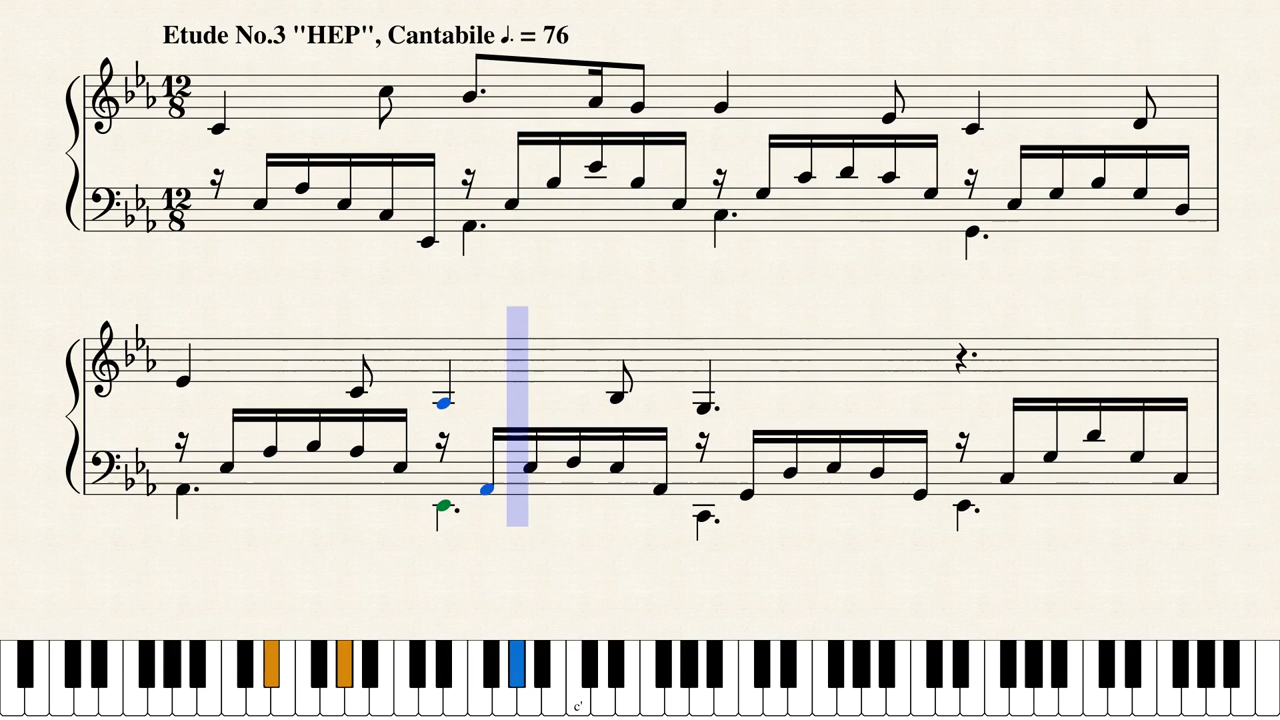 Etude No.3 "HEP", Cantabile ♩. = 76
12
8
12
8
c'